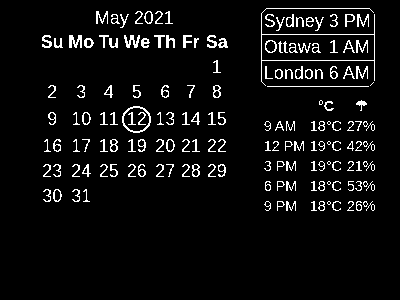 May 2021
Su Mo Tu We Th Fr Sa
1
2 3 4 5 6 7 8
9 10 11 12 13 14 15
16 17 18 19 20 21 22
23 24 25 26 27 28 29
30 31
Sydney 3 PM
Ottawa 1 AM
London 6 AM
°C ☂
9 AM 18°C 27%
12 PM 19°C 42%
3 PM 19°C 21%
6 PM 18°C 53%
9 PM 18°C 26%